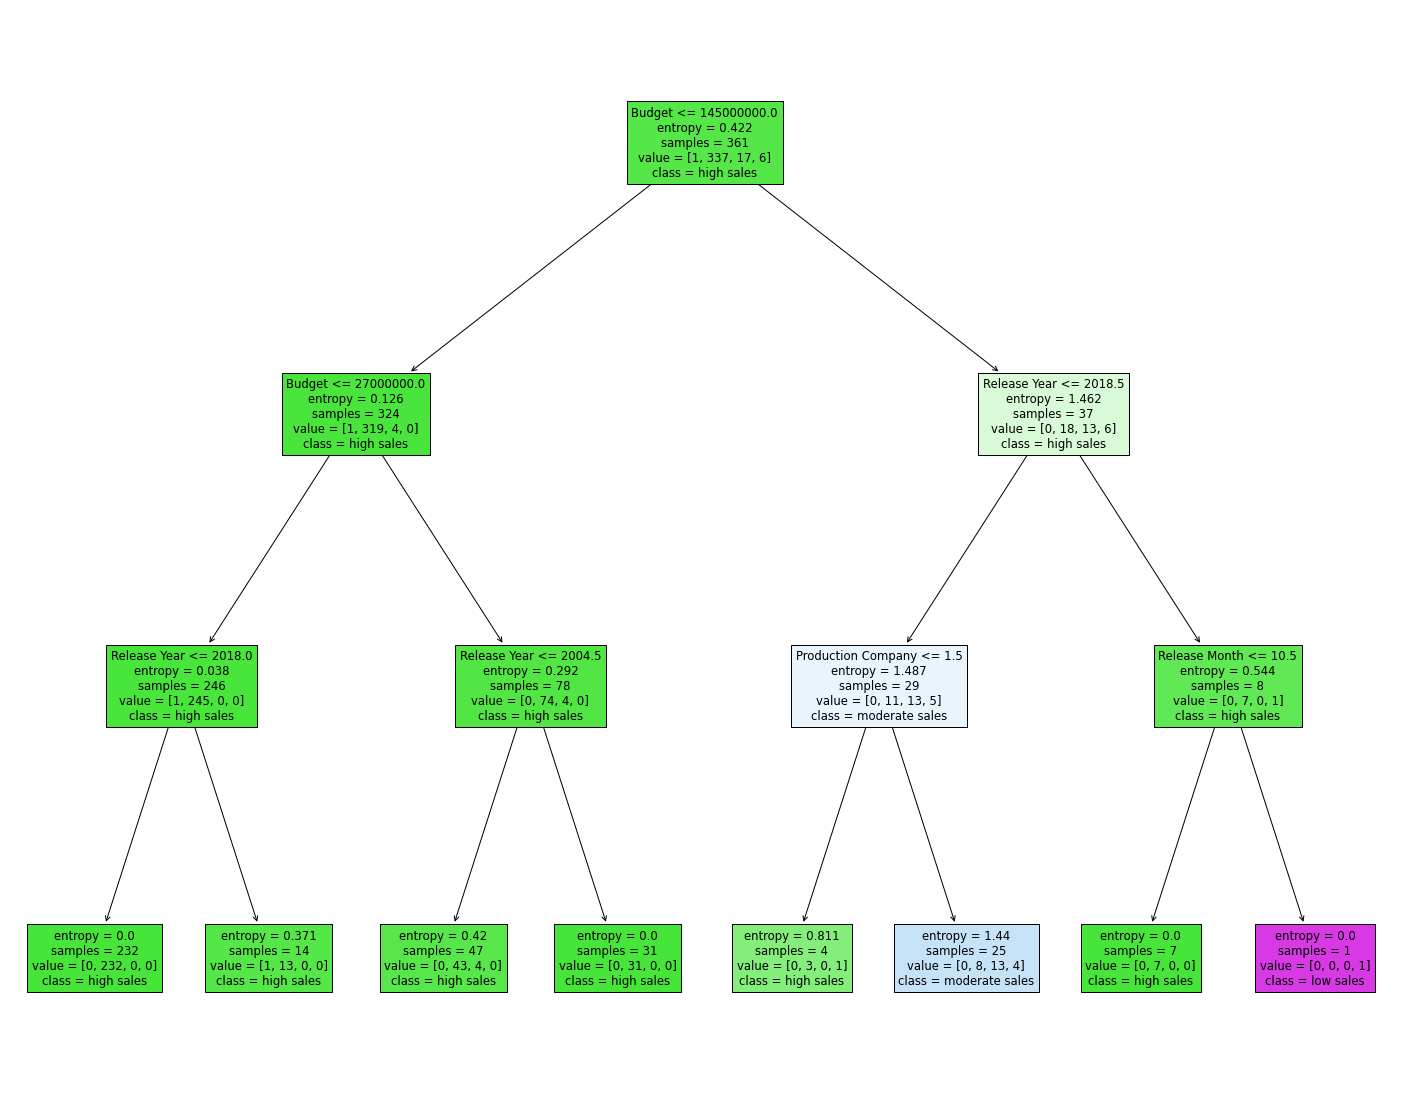 Budget <= 145000000.0
entropy = 0.422
samples = 361
value = [1, 337, 17, 6]
class = high sales
Budget <= 27000000.0
entropy = 0.126
samples = 324
value = [1, 319, 4, 0]
class = high sales
Release Year <= 2018.5
entropy = 1.462
samples = 37
value = [0, 18, 13, 6]
class = high sales
Release Year <= 2018.0
entropy = 0.038
samples = 246
value = [1, 245, 0, 0]
class = high sales
Release Year <= 2004.5
entropy = 0.292
samples = 78
value = [0, 74, 4, 0]
class = high sales
Production Company <= 1.5
entropy = 1.487
samples = 29
value = [0, 11, 13, 5]
class = moderate sales
Release Month <= 10.5
entropy = 0.544
samples = 8
value = [0, 7, 0, 1]
class = high sales
entropy = 0.0
samples = 232
value = [0, 232, 0, 0]
class = high sales
entropy = 0.371
samples = 14
value = [1, 13, 0, 0]
class = high sales
entropy = 0.42
samples = 47
value = [0, 43, 4, 0]
class = high sales
entropy = 0.0
samples = 31
value = [0, 31, 0, 0]
class = high sales
entropy = 0.811
samples = 4
value = [0, 3, 0, 1]
class = high sales
entropy = 1.44
samples = 25
value = [0, 8, 13, 4]
class = moderate sales
entropy = 0.0
samples = 7
value = [0, 7, 0, 0]
class = high sales
entropy = 0.0
samples = 1
value = [0, 0, 0, 1]
class = low sales